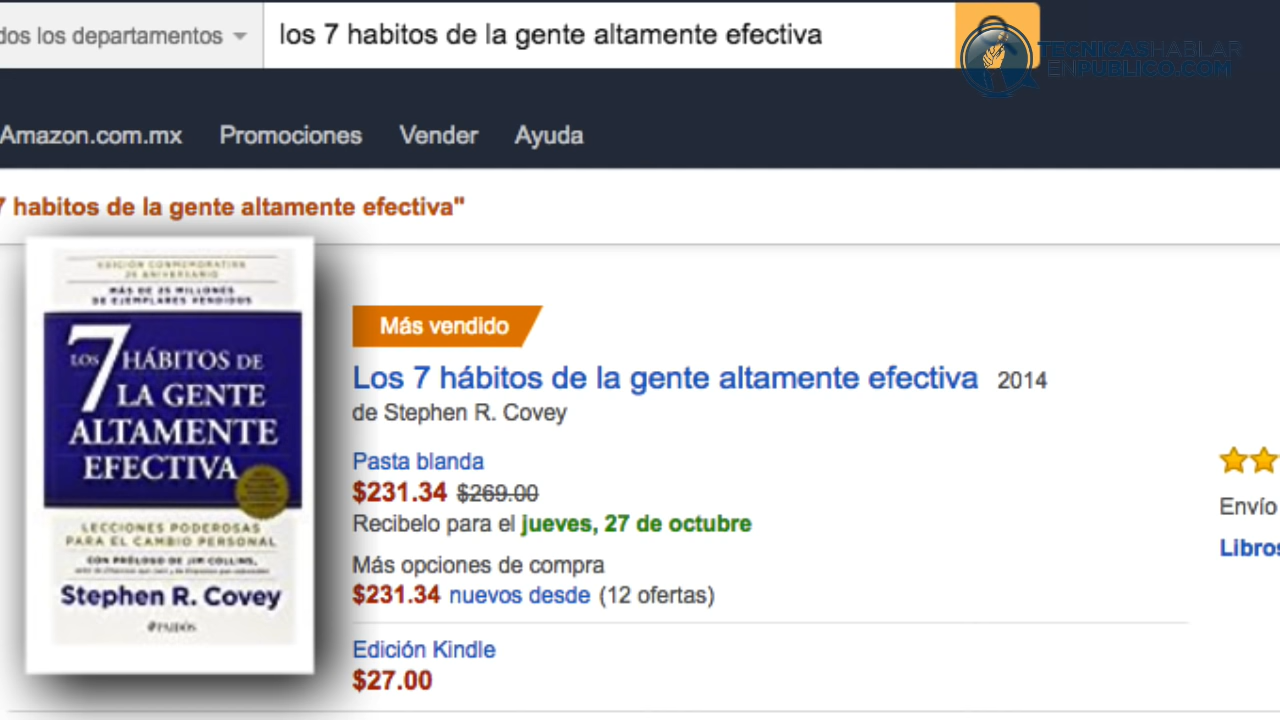 dos los departamentos
los 7 habitos de la gente altamente efectiva
TECNICASHABLAR
ENPUBLICO.COM
Amazon.com.mx Promociones Vender Ayuda
7 habitos de la gente altamente efectiva"
EDICIÓN CONMEMORATIVA
25 ANIVERSARIO
MÁS DE 25 MILLONES
DE EJEMPLARES VENDIDOS
LOS 7 HÁBITOS DE
LA GENTE
ALTAMENTE
EFECTIVA
LECCIONES PODEROSAS
PARA EL CAMBIO PERSONAL
CON PRÓLOGO DE JIM COLLINS,
Stephen R. Covey
PAIDÓS
Más vendido
Los 7 hábitos de la gente altamente efectiva 2014
de Stephen R. Covey
Pasta blanda
$231.34 $269.00
Recibelo para el jueves, 27 de octubre
Más opciones de compra
$231.34 nuevos desde (12 ofertas)
Edición Kindle
$27.00
Envío
Libros